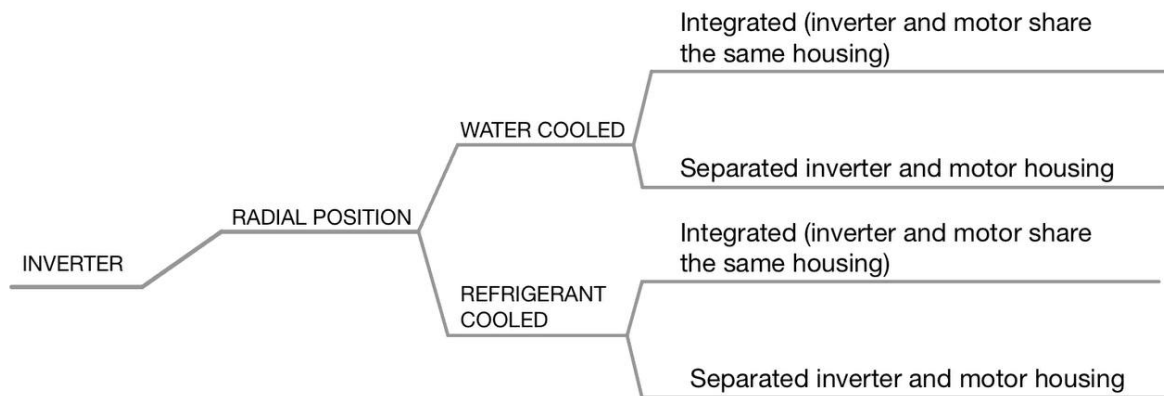 Integrated (inverter and motor share
the same housing)
WATER COOLED
Separated inverter and motor housing
RADIAL POSITION
Integrated (inverter and motor share
the same housing)
INVERTER
REFRIGERANT
COOLED
Separated inverter and motor housing